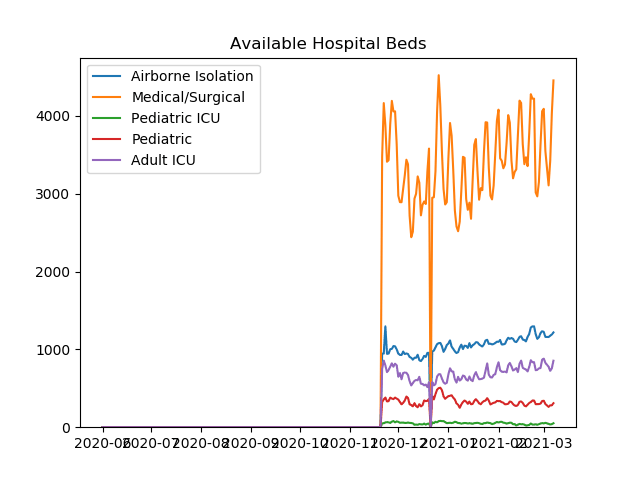 Available Hospital Beds
Airborne Isolation
Medical/Surgical
Pediatric ICU
Pediatric
Adult ICU
4000
3000
2000
1000
0
2020-06 2020-07 2020-08 2020-09 2020-10 2020-11 2020-12 2021-01 2021-02 2021-03